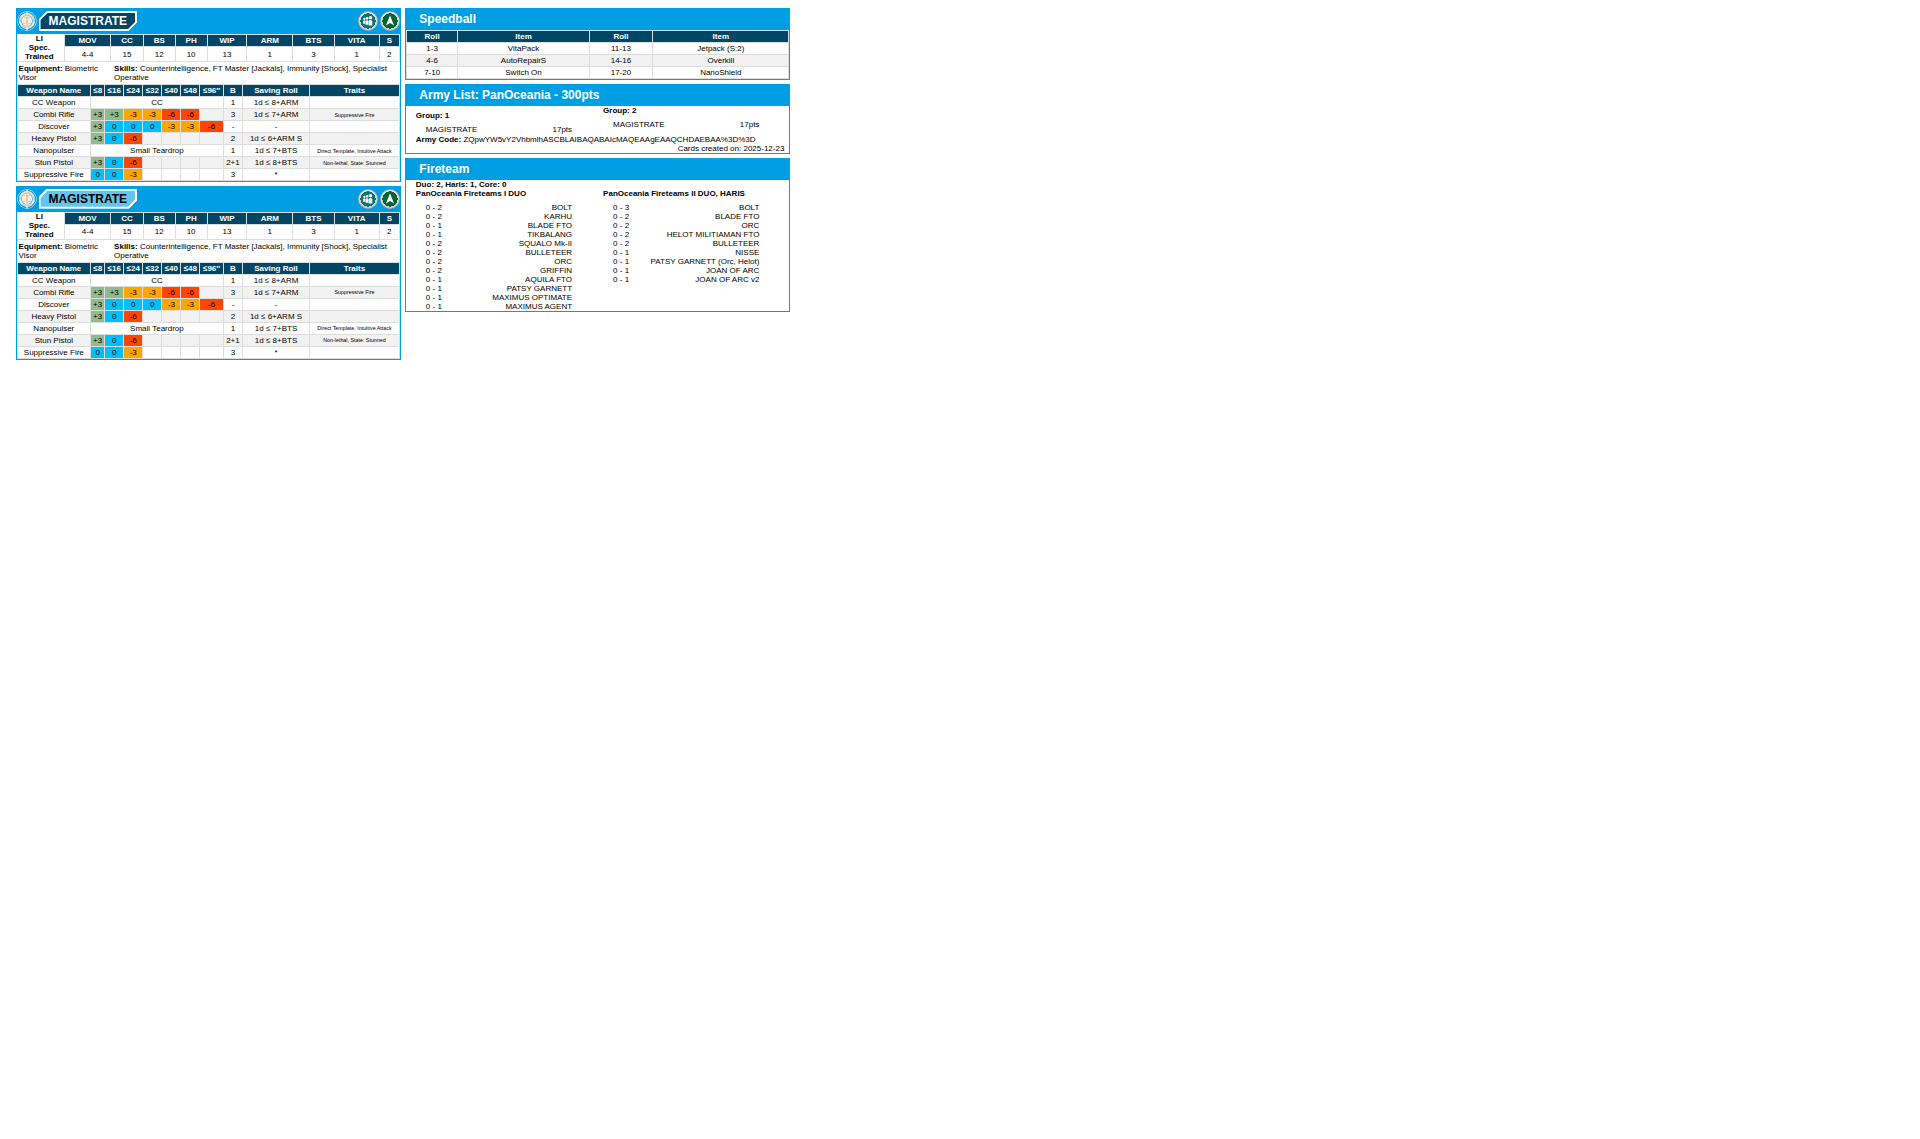 MAGISTRATE
LI Spec. Trained
MOV CC BS PH WIP ARM BTS VITA S
4-4 15 12 10 13 1 3 1 2
Equipment: Biometric Visor
Skills: Counterintelligence, FT Master [Jackals], Immunity [Shock], Specialist Operative
Weapon Name ≤8 ≤16 ≤24 ≤32 ≤40 ≤48 ≤96" B Saving Roll Traits
CC Weapon CC 1 1d ≤ 8+ARM
Combi Rifle +3 +3 -3 -3 -6 -6 3 1d ≤ 7+ARM Suppressive Fire
Discover +3 0 0 0 -3 -3 -6 - -
Heavy Pistol +3 0 -6 2 1d ≤ 6+ARM S
Nanopulser Small Teardrop 1 1d ≤ 7+BTS Direct Template, Intuitive Attack
Stun Pistol +3 0 -6 2+1 1d ≤ 8+BTS Non-lethal, State: Stunned
Suppressive Fire 0 0 -3 3 *
MAGISTRATE
LI Spec. Trained
MOV CC BS PH WIP ARM BTS VITA S
4-4 15 12 10 13 1 3 1 2
Equipment: Biometric Visor
Skills: Counterintelligence, FT Master [Jackals], Immunity [Shock], Specialist Operative
Weapon Name ≤8 ≤16 ≤24 ≤32 ≤40 ≤48 ≤96" B Saving Roll Traits
CC Weapon CC 1 1d ≤ 8+ARM
Combi Rifle +3 +3 -3 -3 -6 -6 3 1d ≤ 7+ARM Suppressive Fire
Discover +3 0 0 0 -3 -3 -6 - -
Heavy Pistol +3 0 -6 2 1d ≤ 6+ARM S
Nanopulser Small Teardrop 1 1d ≤ 7+BTS Direct Template, Intuitive Attack
Stun Pistol +3 0 -6 2+1 1d ≤ 8+BTS Non-lethal, State: Stunned
Suppressive Fire 0 0 -3 3 *
Speedball
Roll Item Roll Item
1-3 VitaPack 11-13 Jetpack (S:2)
4-6 AutoRepairS 14-16 Overkill
7-10 Switch On 17-20 NanoShield
Army List: PanOceania - 300pts
Group: 1
MAGISTRATE 17pts
Group: 2
MAGISTRATE 17pts
Army Code: ZQpwYW5vY2VhbmlhASCBLAIBAQABAIcMAQEAAgEAAQCHDAEBAA%3D%3D
Cards created on: 2025-12-23
Fireteam
Duo: 2, Haris: 1, Core: 0
PanOceania Fireteams I DUO
0 - 2 BOLT
0 - 2 KARHU
0 - 1 BLADE FTO
0 - 1 TIKBALANG
0 - 2 SQUALO Mk-II
0 - 2 BULLETEER
0 - 2 ORC
0 - 2 GRIFFIN
0 - 1 AQUILA FTO
0 - 1 PATSY GARNETT
0 - 1 MAXIMUS OPTIMATE
0 - 1 MAXIMUS AGENT
PanOceania Fireteams II DUO, HARIS
0 - 3 BOLT
0 - 2 BLADE FTO
0 - 2 ORC
0 - 2 HELOT MILITIAMAN FTO
0 - 2 BULLETEER
0 - 1 NISSE
0 - 1 PATSY GARNETT (Orc, Helot)
0 - 1 JOAN OF ARC
0 - 1 JOAN OF ARC v2